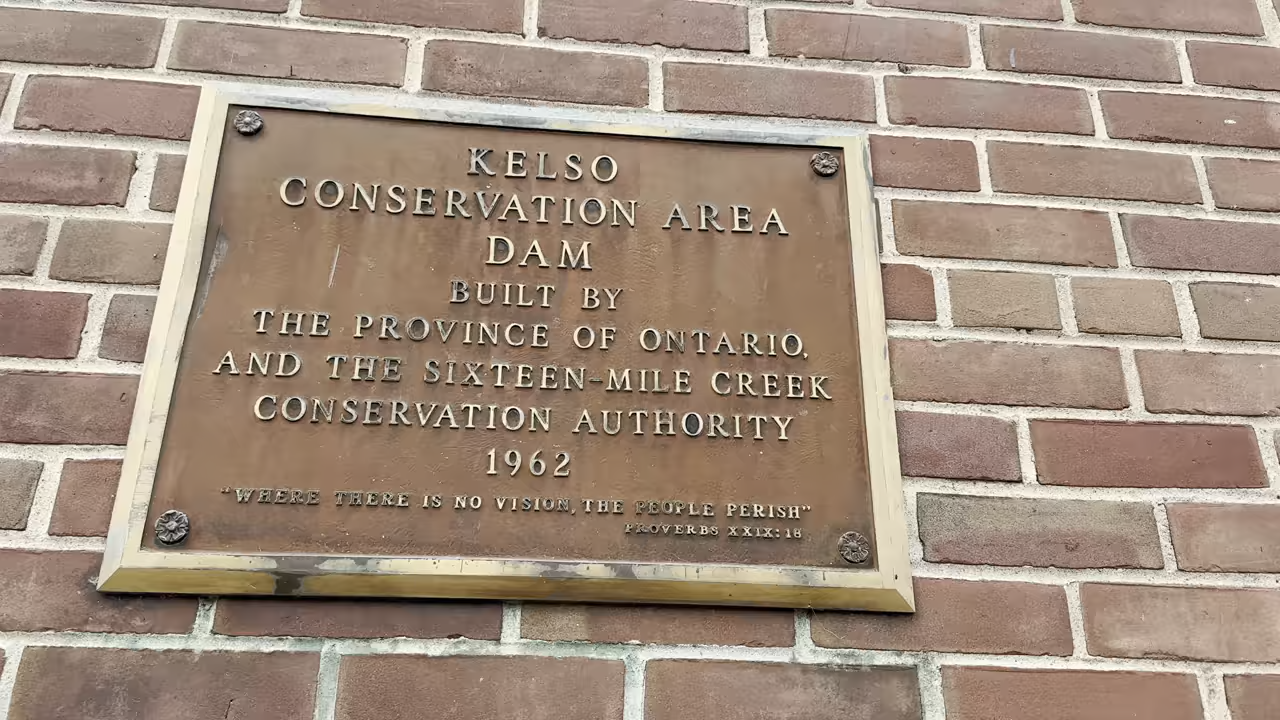 KELSO
CONSERVATION AREA
DAM
BUILT BY
THE PROVINCE OF ONTARIO,
AND THE SIXTEEN-MILE CREEK
CONSERVATION AUTHORITY
1962
"WHERE THERE IS NO VISION, THE PEOPLE PERISH"
PROVERBS XXIX:18